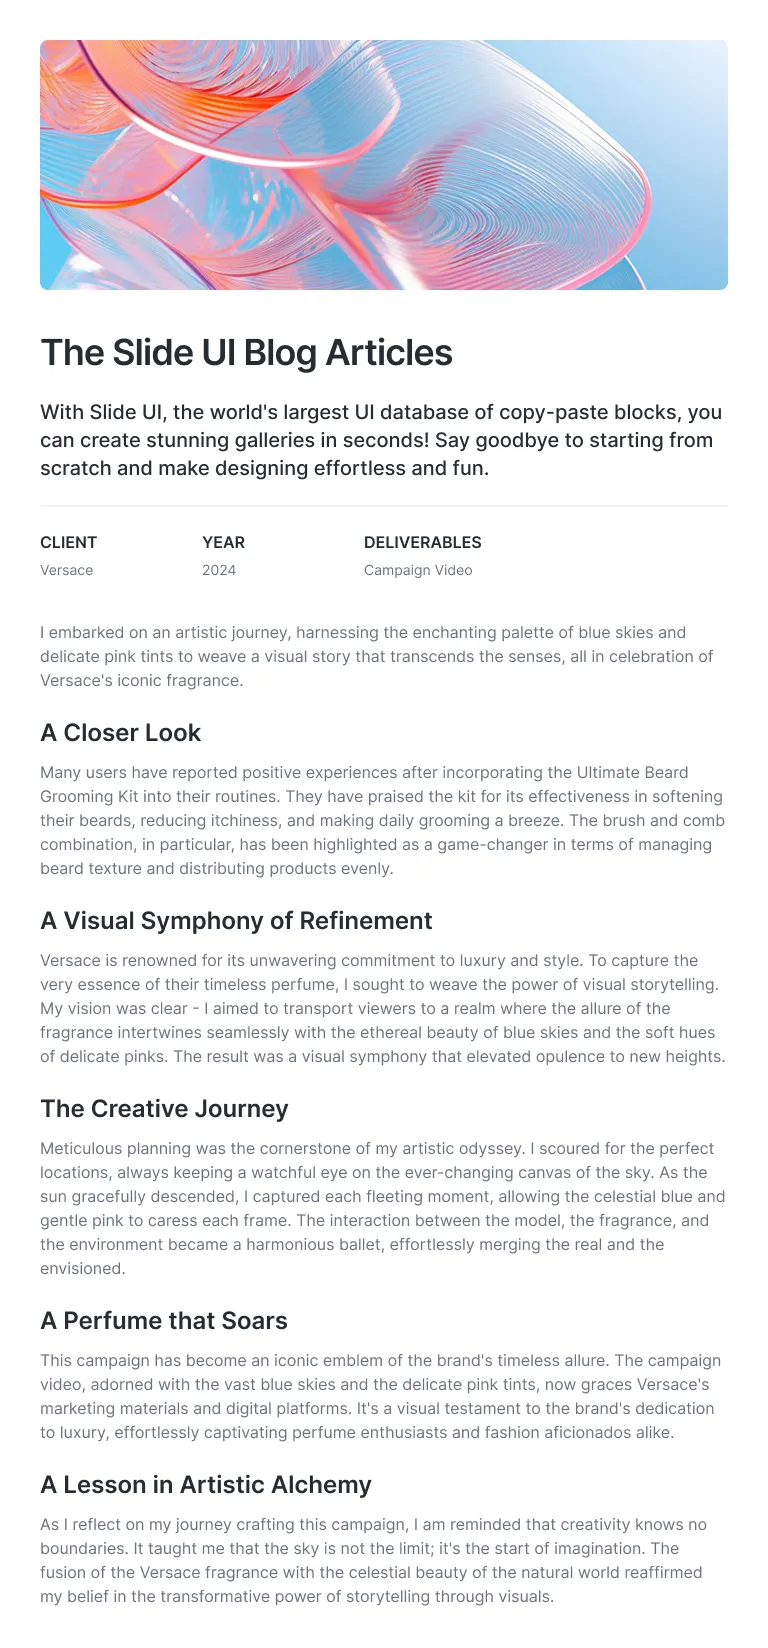 The Slide UI Blog Articles
With Slide UI, the world's largest UI database of copy-paste blocks, you
can create stunning galleries in seconds! Say goodbye to starting from
scratch and make designing effortless and fun.
CLIENT YEAR DELIVERABLES
Versace 2024 Campaign Video
I embarked on an artistic journey, harnessing the enchanting palette of blue skies and
delicate pink tints to weave a visual story that transcends the senses, all in celebration of
Versace's iconic fragrance.
A Closer Look
Many users have reported positive experiences after incorporating the Ultimate Beard
Grooming Kit into their routines. They have praised the kit for its effectiveness in softening
their beards, reducing itchiness, and making daily grooming a breeze. The brush and comb
combination, in particular, has been highlighted as a game-changer in terms of managing
beard texture and distributing products evenly.
A Visual Symphony of Refinement
Versace is renowned for its unwavering commitment to luxury and style. To capture the
very essence of their timeless perfume, I sought to weave the power of visual storytelling.
My vision was clear - I aimed to transport viewers to a realm where the allure of the
fragrance intertwines seamlessly with the ethereal beauty of blue skies and the soft hues
of delicate pinks. The result was a visual symphony that elevated opulence to new heights.
The Creative Journey
Meticulous planning was the cornerstone of my artistic odyssey. I scoured for the perfect
locations, always keeping a watchful eye on the ever-changing canvas of the sky. As the
sun gracefully descended, I captured each fleeting moment, allowing the celestial blue and
gentle pink to caress each frame. The interaction between the model, the fragrance, and
the environment became a harmonious ballet, effortlessly merging the real and the
envisioned.
A Perfume that Soars
This campaign has become an iconic emblem of the brand's timeless allure. The campaign
video, adorned with the vast blue skies and the delicate pink tints, now graces Versace's
marketing materials and digital platforms. It's a visual testament to the brand's dedication
to luxury, effortlessly captivating perfume enthusiasts and fashion aficionados alike.
A Lesson in Artistic Alchemy
As I reflect on my journey crafting this campaign, I am reminded that creativity knows no
boundaries. It taught me that the sky is not the limit; it's the start of imagination. The
fusion of the Versace fragrance with the celestial beauty of the natural world reaffirmed
my belief in the transformative power of storytelling through visuals.